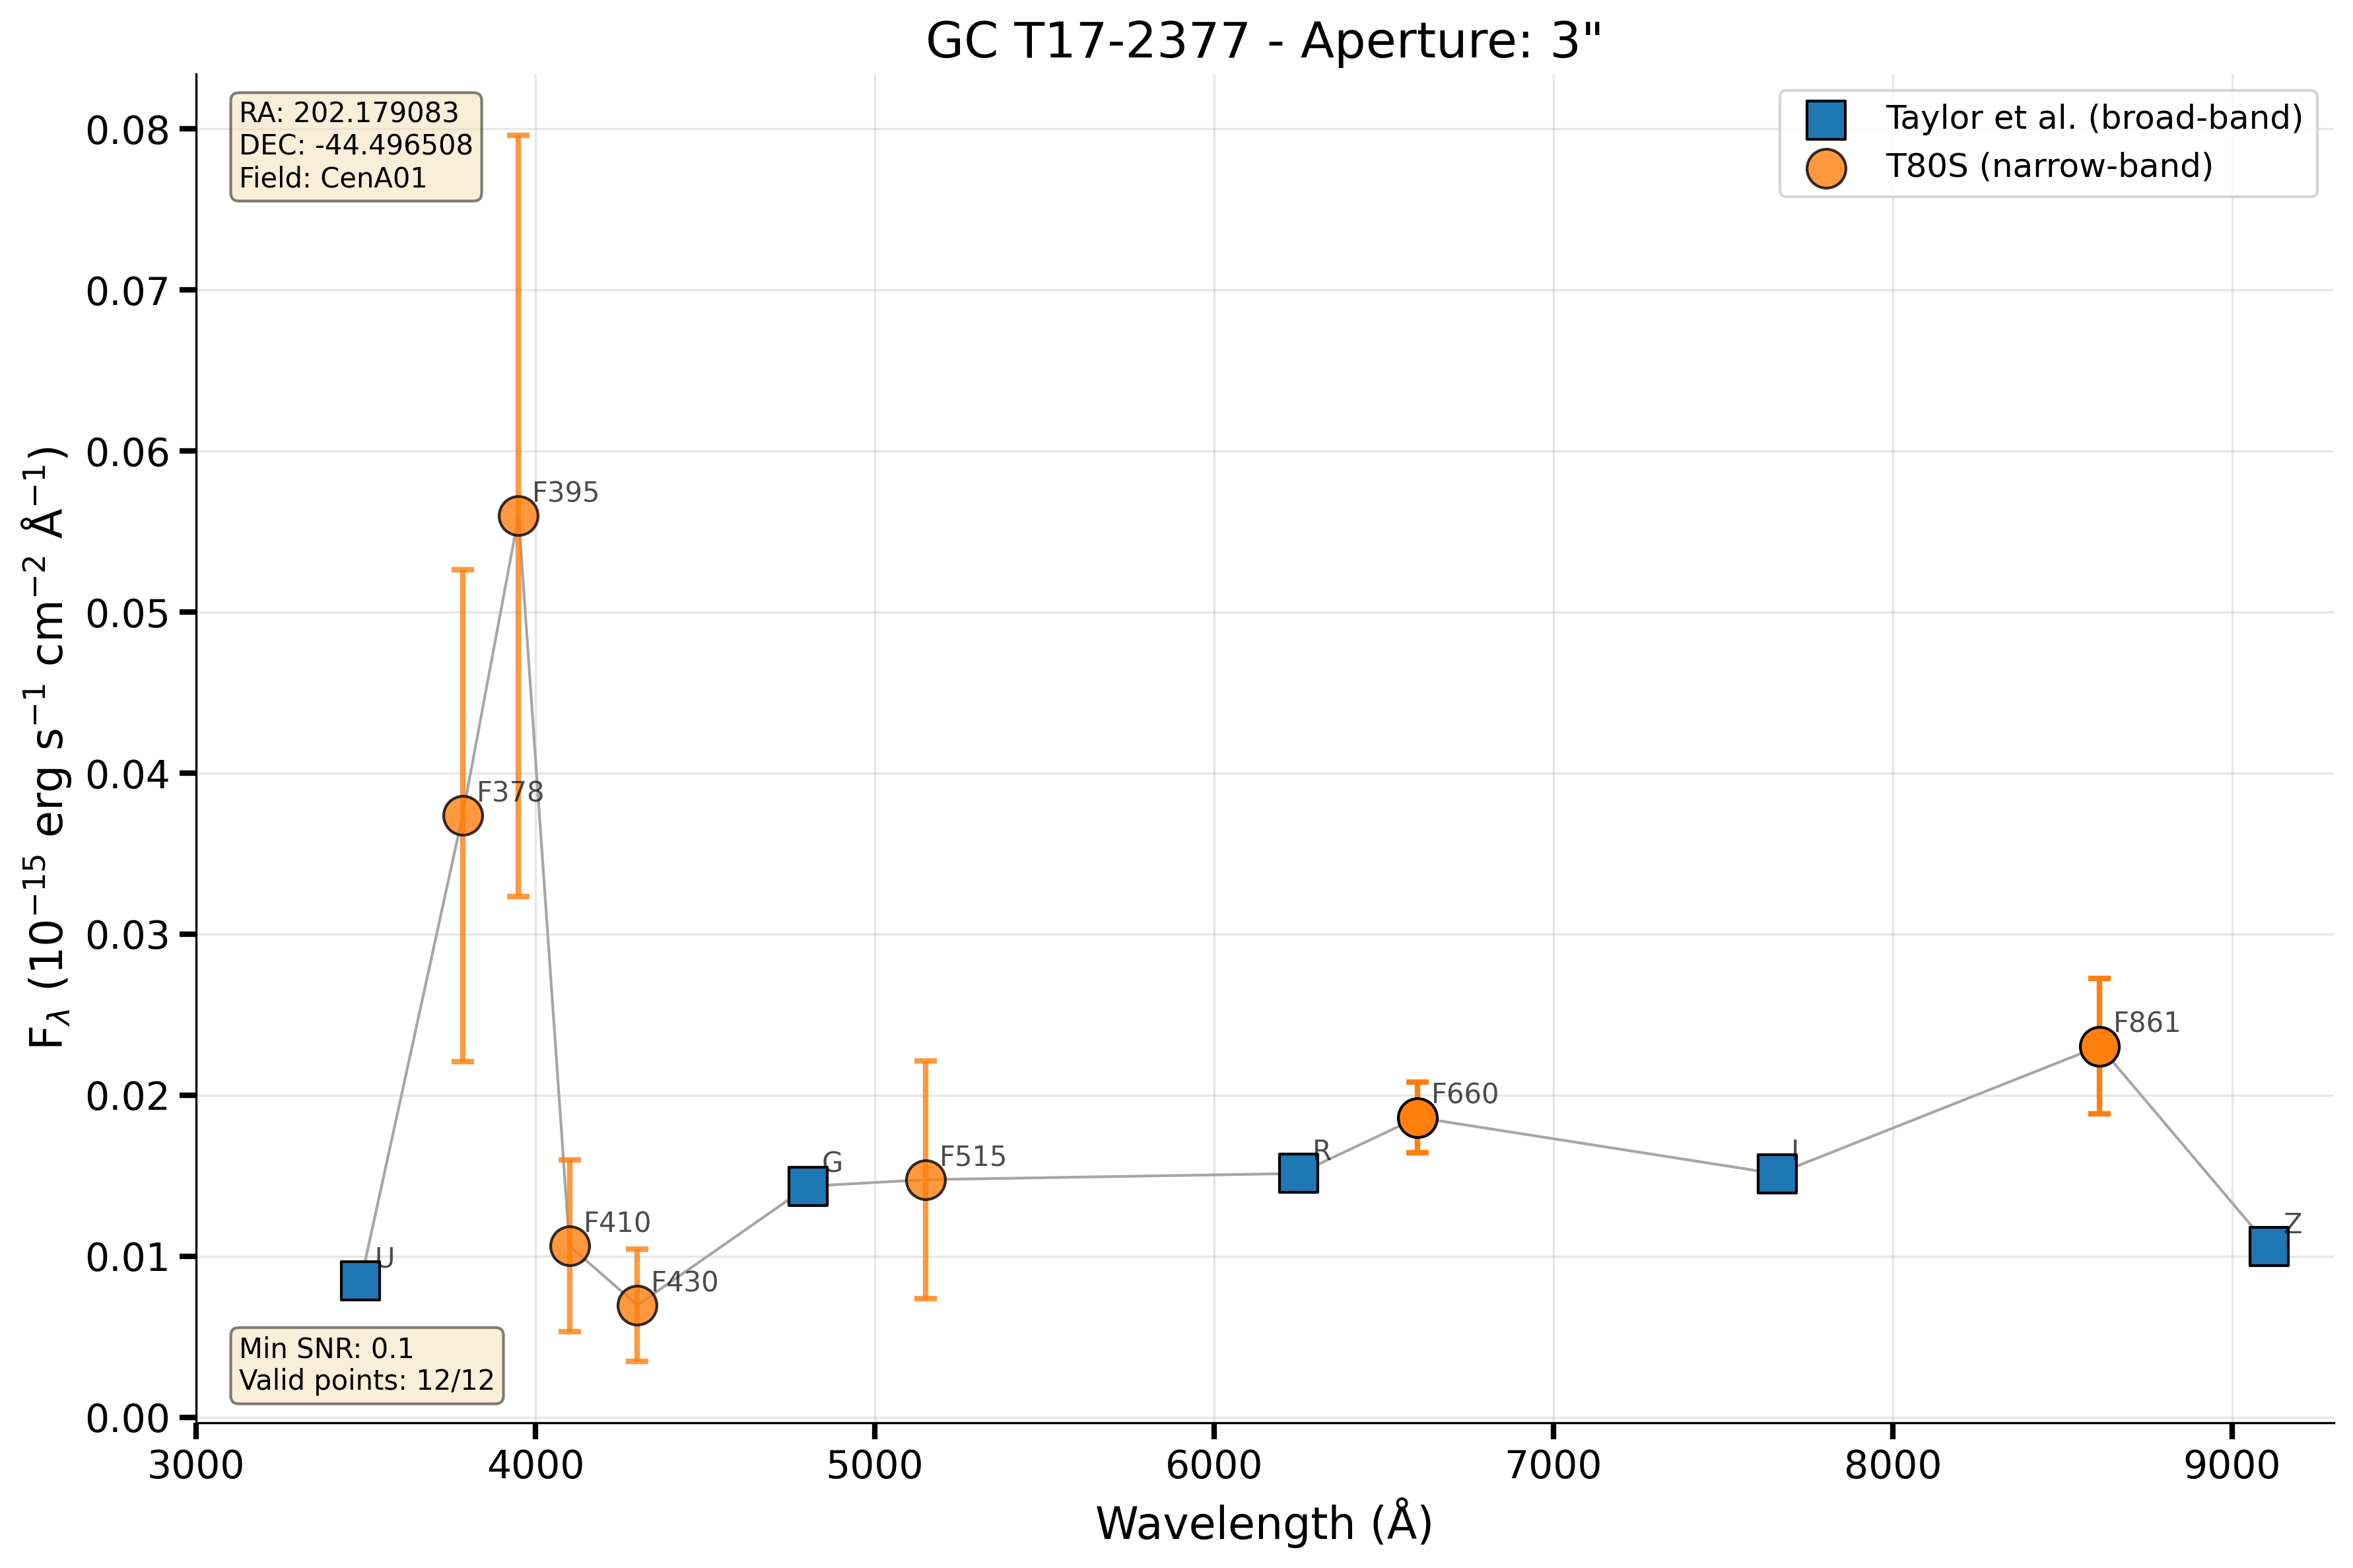 GC T17-2377 - Aperture: 3"
RA: 202.179083
DEC: -44.496508
Field: CenA01
Taylor et al. (broad-band)
T80S (narrow-band)
F_λ (10⁻¹⁵ erg s⁻¹ cm⁻² Å⁻¹)
0.08
0.07
0.06
0.05
0.04
0.03
0.02
0.01
0.00
U
F378
F395
F410
F430
G
F515
R
F660
I
F861
Z
Min SNR: 0.1
Valid points: 12/12
3000 4000 5000 6000 7000 8000 9000
Wavelength (Å)